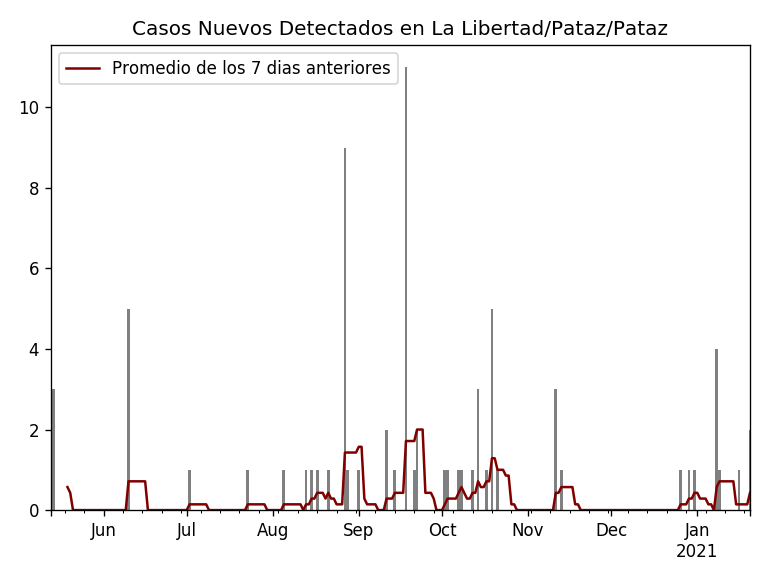 Casos Nuevos Detectados en La Libertad/Pataz/Pataz
Promedio de los 7 dias anteriores
10
8
6
4
2
0
Jun Jul Aug Sep Oct Nov Dec Jan
2021